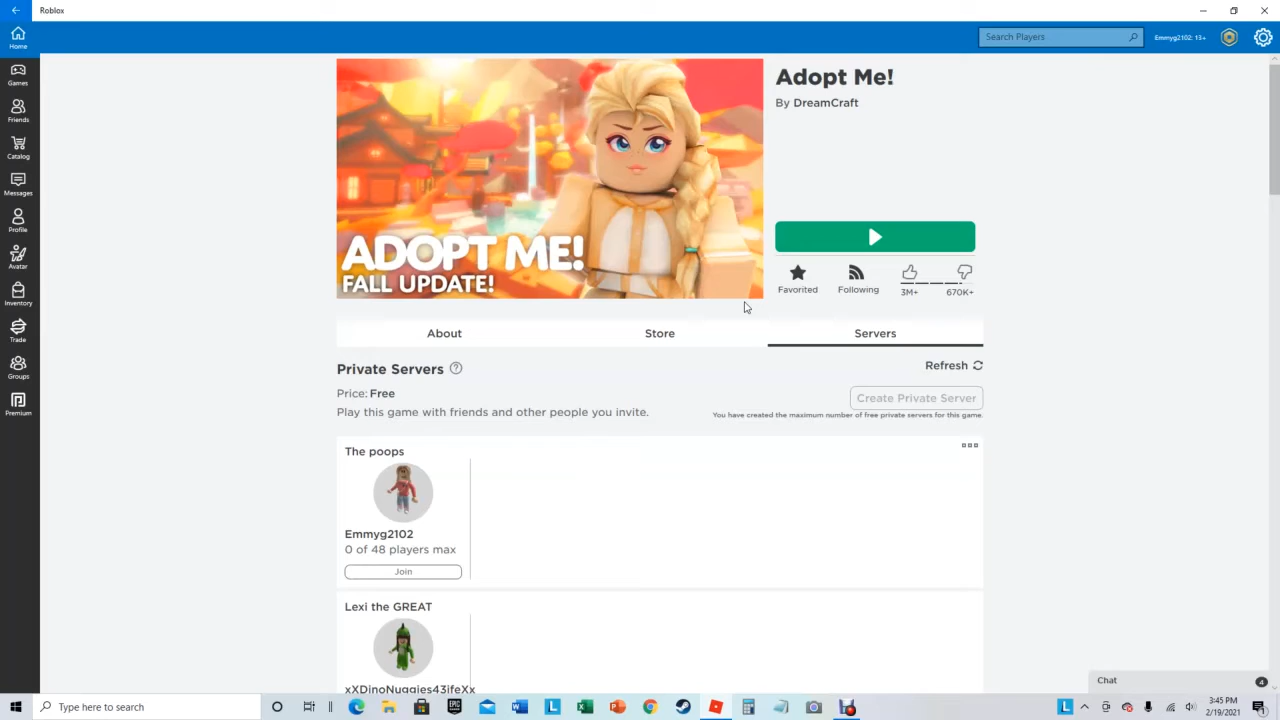 Roblox
Home
Search Players
Emmyg2102: 13+
Games
Friends
Catalog
Messages
Profile
Avatar
Inventory
Trade
Groups
Premium
ADOPT ME!
FALL UPDATE!
Adopt Me!
By DreamCraft
Favorited
Following
3M+
670K+
About
Store
Servers
Private Servers
Refresh
Price: Free
Create Private Server
Play this game with friends and other people you invite.
You have created the maximum number of free private servers for this game.
The poops
Emmyg2102
0 of 48 players max
Join
Lexi the GREAT
xXDinoNuggies43ifeXx
Chat
4
Type here to search
3:45 PM
2/19/2021